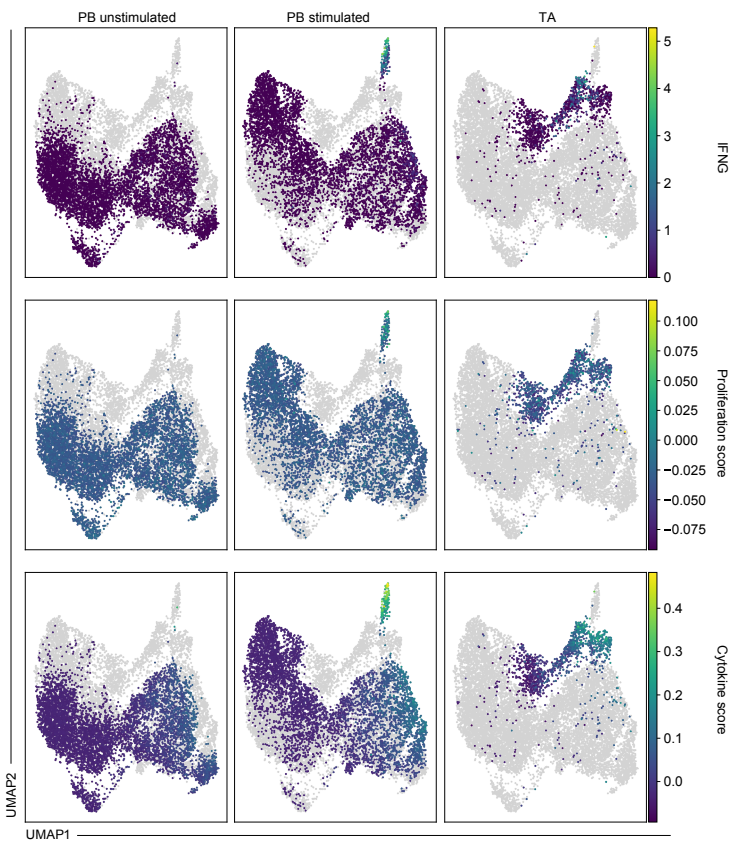 PB unstimulated
PB stimulated
TA
5
4
3
2
1
0
IFNG
0.100
0.075
0.050
0.025
0.000
−0.025
−0.050
−0.075
Proliferation score
0.4
0.3
0.2
0.1
0.0
Cytokine score
UMAP2
UMAP1